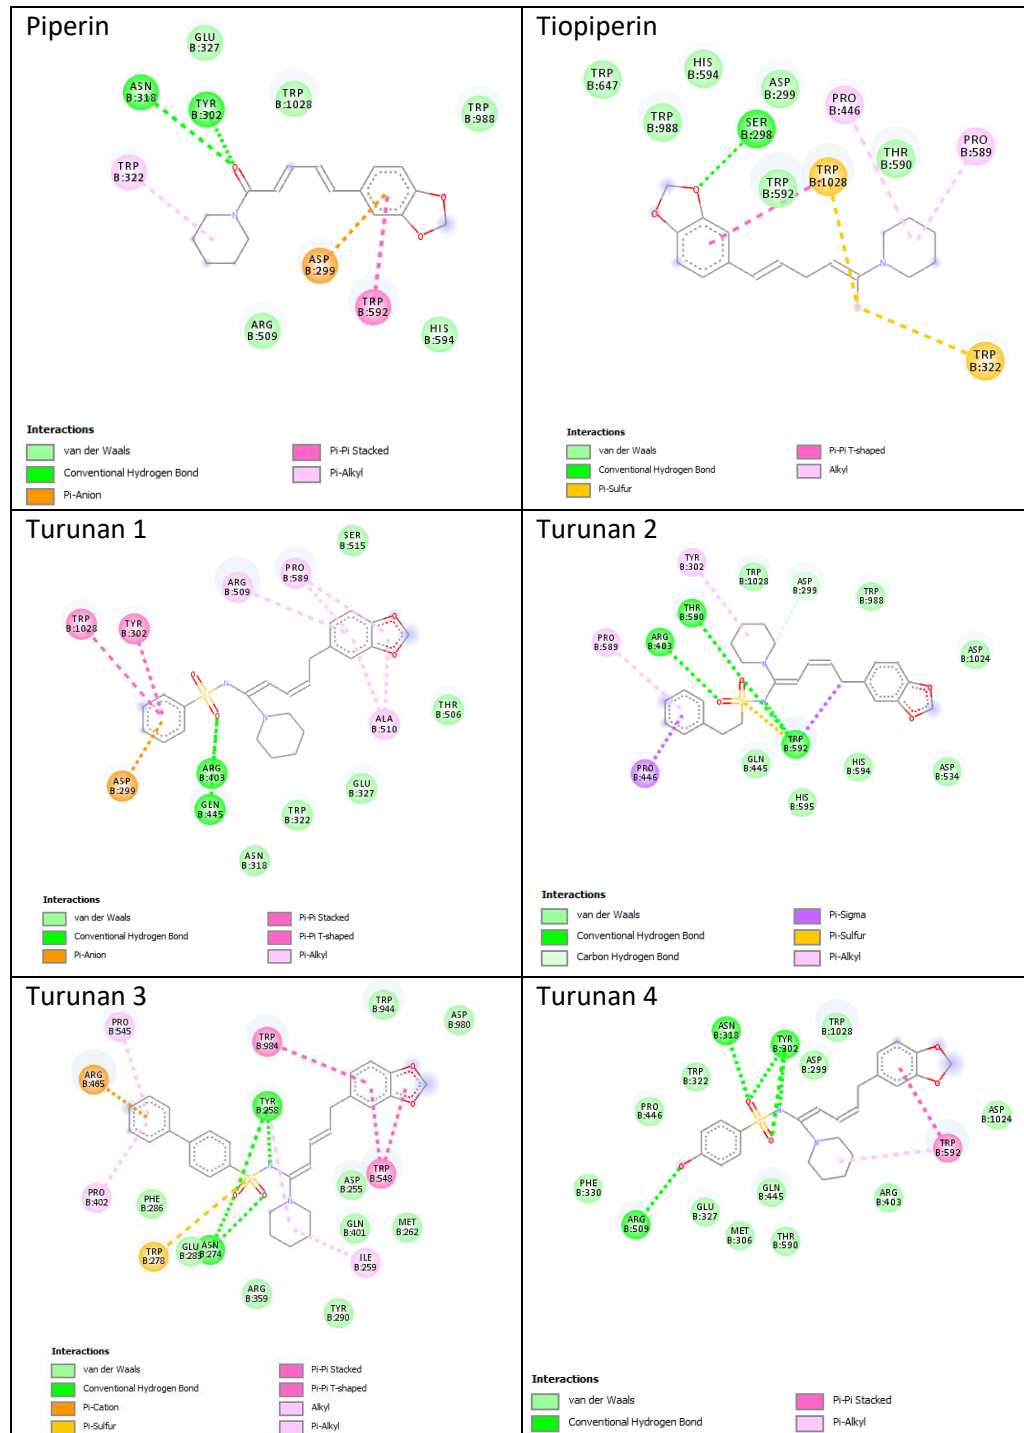 Piperin
GLU
B:327
ASN
B:318
TYR
B:302
TRP
B:1028
TRP
B:988
TRP
B:322
N
O
O
O
ASP
B:299
TRP
B:592
ARG
B:509
HIS
B:594
Interactions
van der Waals
Conventional Hydrogen Bond
Pi-Anion
Pi-Pi Stacked
Pi-Alkyl
Tiopiperin
TRP
B:647
HIS
B:594
ASP
B:299
PRO
B:446
TRP
B:988
SER
B:298
THR
B:590
PRO
B:589
TRP
B:592
TRP
B:1028
O
O
N
TRP
B:322
Interactions
van der Waals
Conventional Hydrogen Bond
Pi-Sulfur
Pi-Pi T-shaped
Alkyl
Turunan 1
SER
B:515
PRO
B:589
ARG
B:509
TRP
B:1028
TYR
B:302
O
O
N
S
O
O
N
ALA
B:510
THR
B:506
ASP
B:299
ARG
B:403
GEN
B:445
GLU
B:327
TRP
B:322
ASN
B:318
Interactions
van der Waals
Conventional Hydrogen Bond
Pi-Anion
Pi-Pi Stacked
Pi-Pi T-shaped
Pi-Alkyl
Turunan 2
TYR
B:302
TRP
B:1028
ASP
B:299
TRP
B:988
THR
B:590
ARG
B:403
PRO
B:589
ASP
B:1024
N
O
O
S
N
O
O
TRP
B:592
PRO
B:446
GLN
B:445
HIS
B:594
ASP
B:534
HIS
B:595
Interactions
van der Waals
Conventional Hydrogen Bond
Carbon Hydrogen Bond
Pi-Sigma
Pi-Sulfur
Pi-Alkyl
Turunan 3
TRP
B:944
ASP
B:980
PRO
B:545
TRP
B:984
ARG
B:465
TYR
B:258
O
O
TRP
B:548
S
N
O
O
N
ASP
B:255
PRO
B:402
PHE
B:286
GLN
B:401
MET
B:262
TRP
B:278
GLU
B:283
ASN
B:274
ILE
B:259
ARG
B:359
TYR
B:290
Interactions
van der Waals
Conventional Hydrogen Bond
Pi-Cation
Pi-Sulfur
Pi-Pi Stacked
Pi-Pi T-shaped
Alkyl
Pi-Alkyl
Turunan 4
ASN
B:318
TYR
B:302
TRP
B:1028
ASP
B:299
TRP
B:322
PRO
B:446
ASP
B:1024
O
O
O
S
N
O
N
O
TRP
B:592
PHE
B:330
GLN
B:445
ARG
B:403
ARG
B:509
GLU
B:327
MET
B:306
THR
B:590
Interactions
van der Waals
Conventional Hydrogen Bond
Pi-Pi Stacked
Pi-Alkyl